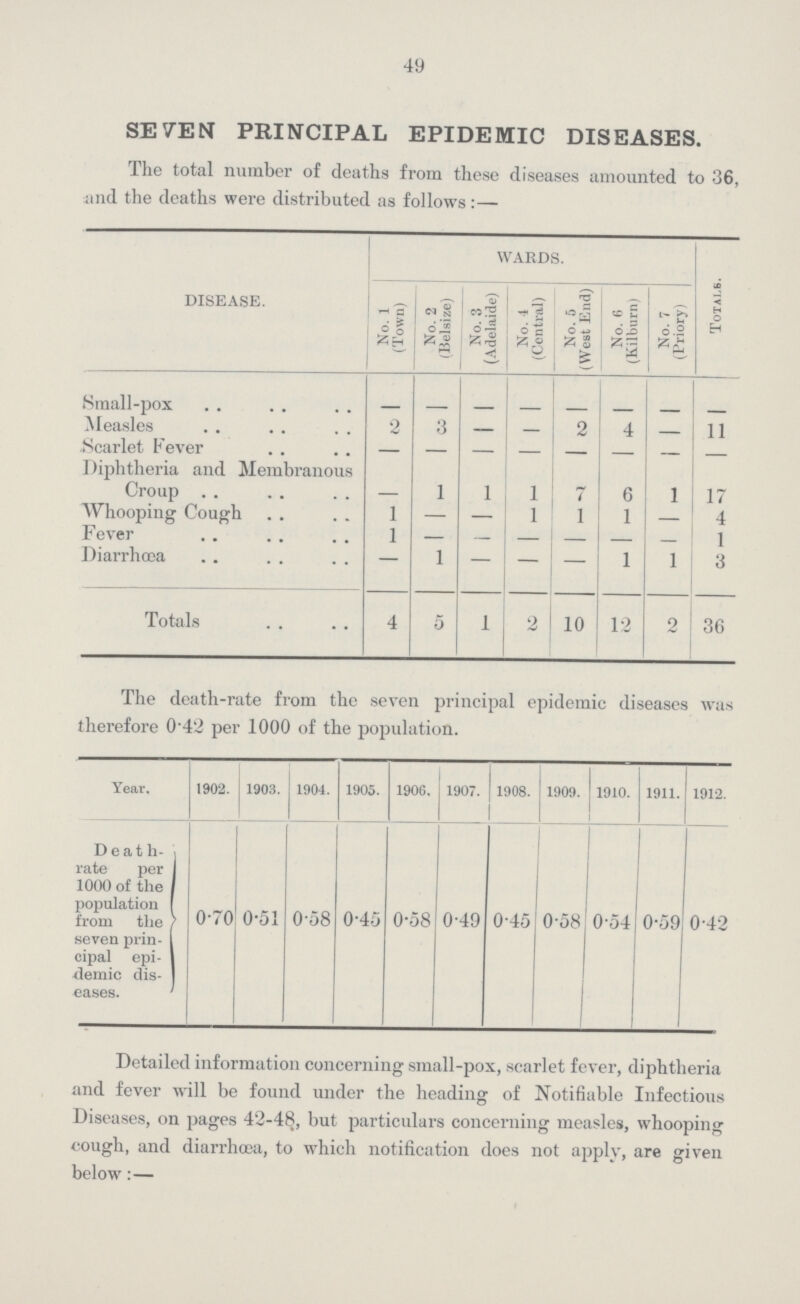 49
SEVEN PRINCIPAL EPIDEMIC DISEASES.
The total number of deaths from these diseases amounted to 36,
and the deaths were distributed as follows:—
DISEASE. WARDS. TOTALS.
No. 1 (Town) No. 2 (Belsize) No. 3 (Adelaide) No. 4 (Central) No. 5 (West End) No. 6 (Kilburn) No. 7 (Priory)
Small-pox .. .. .. — — — — — — — —
Measles .. .. .. 2 3 — — 2 4 — 11
Scarlet Fever .. .. — — — — — — — —
Diphtheria and Membranous
Croup .. .. .. — 1 1 1 7 6 1 17
Whooping Cough .. .. 1 — — 1 1 1 — 4
Fever .. .. .. 1 — — — — — — 1
Diarrhœa .. .. .. — 1 — — — 1 1 3
Totals .. .. 4 5 1 2 10 12 2 36
The death-rate from the seven principal epidemic diseases was
therefore 0·42 per 1000 of the population.
Year. 1902. 1903. 1904. 1905. 1906. 1907. 1908. 1909. 1910. 1911. 1912.
Death-
rate per
1000 of the
population
from the 0·70 0·51 0·58 0·45 0·58 0·49 0·45 0·58 0·54 0·59 0·42
seven prin-
cipal epi-
demic dis-
eases.
Detailed information concerning small-pox, scarlet fever, diphtheria
and fever will be found under the heading of Notifiable Infectious
Diseases, on pages 42-48, but particulars concerning measles, whooping
cough, and diarrhœa, to which notification does not apply, are given
below:—